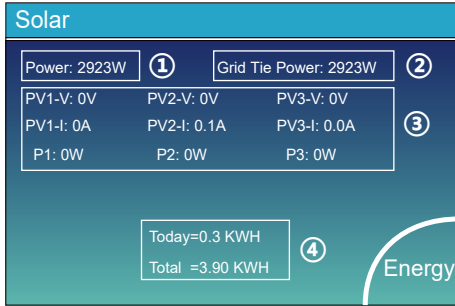 Solar
Power: 2923W ① Grid Tie Power: 2923W ②
PV1-V: 0V PV2-V: 0V PV3-V: 0V
PV1-I: 0A PV2-I: 0.1A PV3-I: 0.0A ③
P1: 0W P2: 0W P3: 0W
Today=0.3 KWH
Total =3.90 KWH ④
Energy